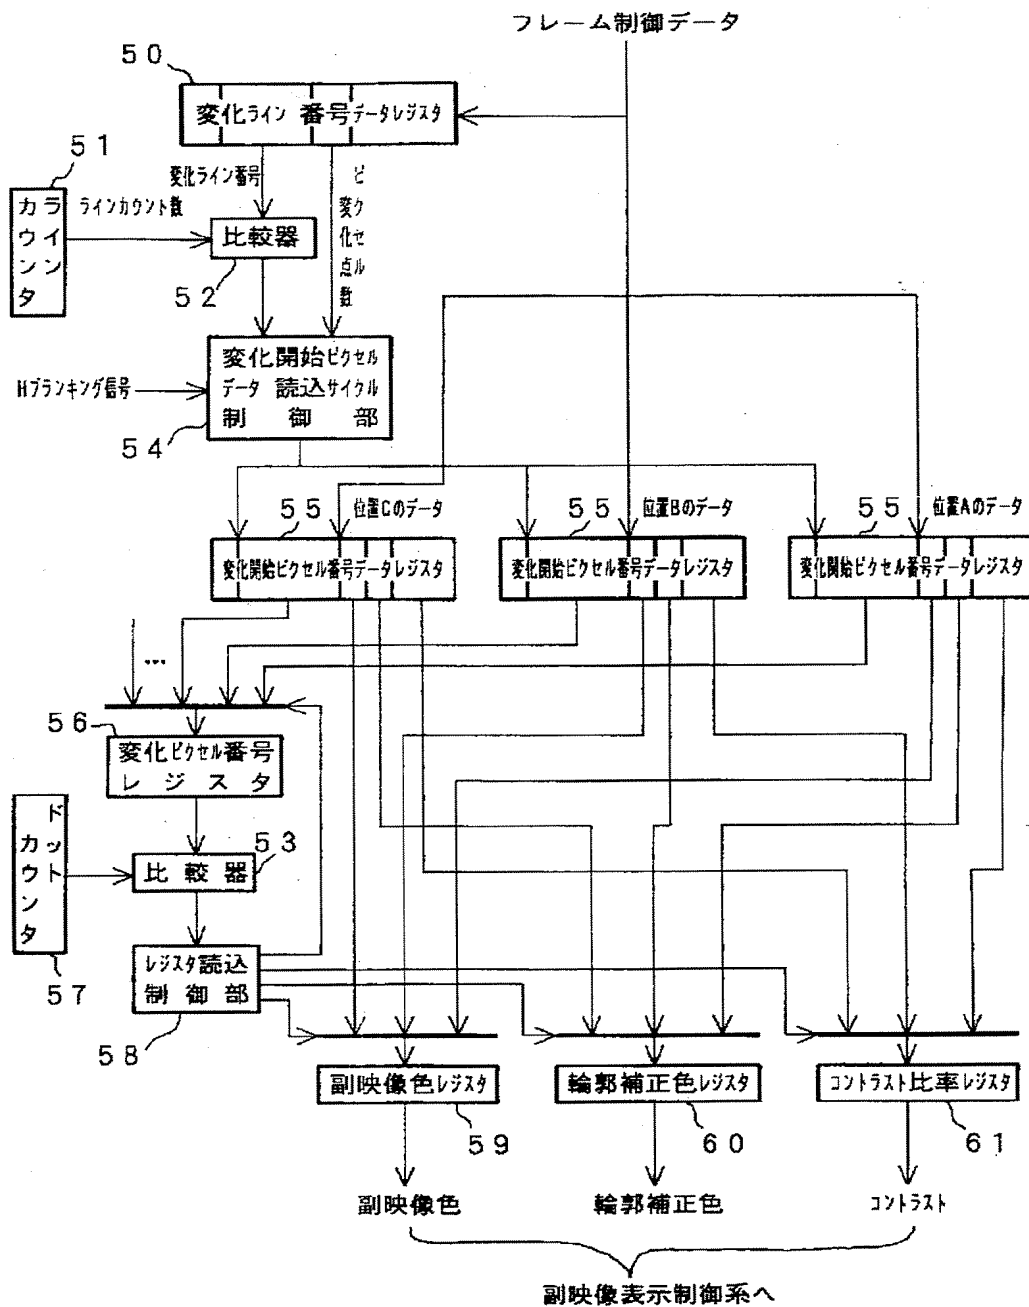 フレーム制御データ
50
変化ライン番号データレジスタ
51
変化ライン番号
変化点
ピクセル数
ラインカウント数
ライン
カウンタ
比較器
52
変化開始ピクセル
データ読込サイクル
制御部
Hブランキング信号
54
55
位置Cのデータ
55
位置Bのデータ
55
位置Aのデータ
変化開始ピクセル番号データレジスタ
変化開始ピクセル番号データレジスタ
変化開始ピクセル番号データレジスタ
…
56
変化ピクセル番号
レジスタ
ドット
カウンタ
53
比較器
57
レジスタ読込
制御部
58
副映像色レジスタ
輪郭補正色レジスタ
コントラスト比率レジスタ
59
60
61
副映像色
輪郭補正色
コントラスト
副映像表示制御系へ